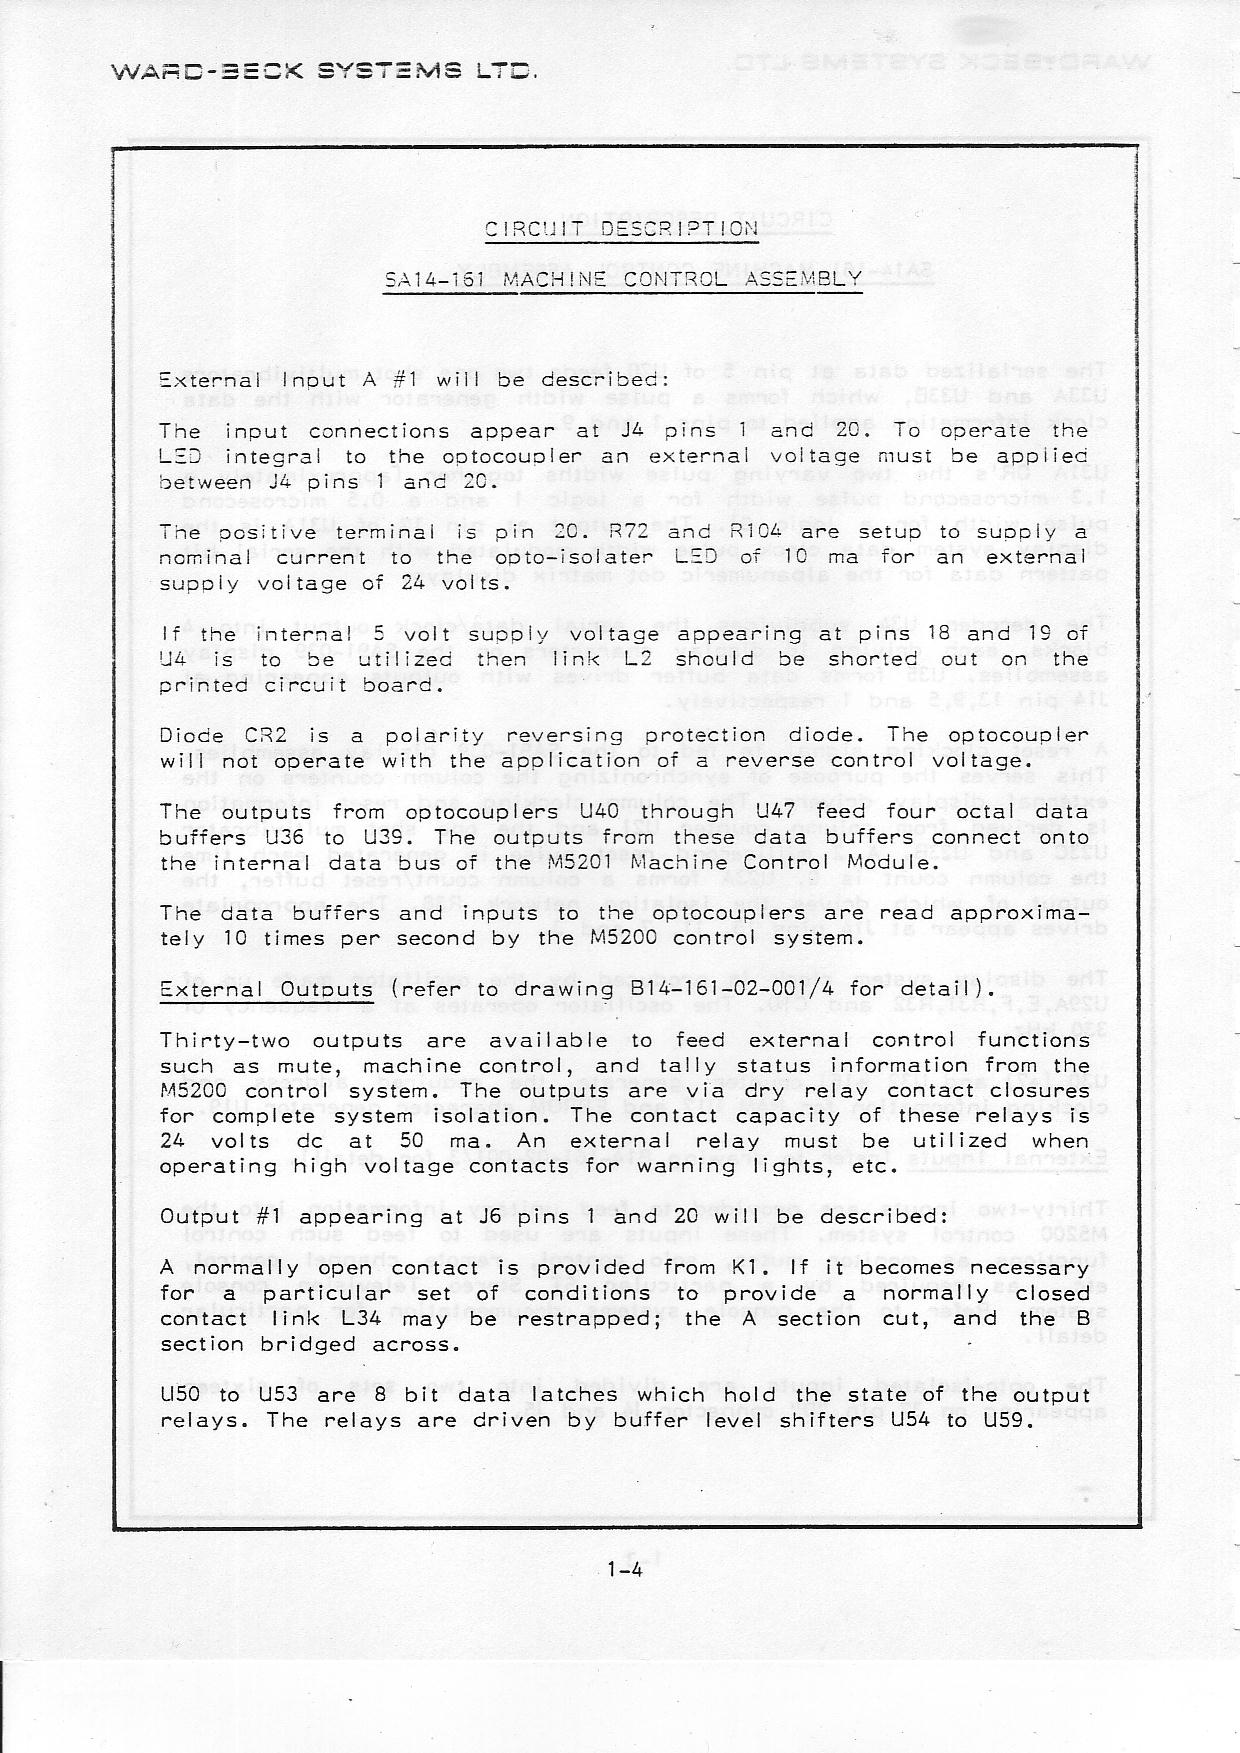 WARD-BECK SYSTEMS LTD.
CIRCUIT DESCRIPTION
SA14-161 MACHINE CONTROL ASSEMBLY
External Input A #1 will be described:
The input connections appear at J4 pins 1 and 20. To operate the
LED integral to the optocoupler an external voltage must be applied
between J4 pins 1 and 20.
The positive terminal is pin 20. R72 and R104 are setup to supply a
nominal current to the opto-isolater LED of 10 ma for an external
supply voltage of 24 volts.
If the internal 5 volt supply voltage appearing at pins 18 and 19 of
U4 is to be utilized then link L2 should be shorted out on the
printed circuit board.
Diode CR2 is a polarity reversing protection diode. The optocoupler
will not operate with the application of a reverse control voltage.
The outputs from optocouplers U40 through U47 feed four octal data
buffers U36 to U39. The outputs from these data buffers connect onto
the internal data bus of the M5201 Machine Control Module.
The data buffers and inputs to the optocouplers are read approxima-
tely 10 times per second by the M5200 control system.
External Outputs (refer to drawing B14-161-02-001/4 for detail).
Thirty-two outputs are available to feed external control functions
such as mute, machine control, and tally status information from the
M5200 control system. The outputs are via dry relay contact closures
for complete system isolation. The contact capacity of these relays is
24 volts dc at 50 ma. An external relay must be utilized when
operating high voltage contacts for warning lights, etc.
Output #1 appearing at J6 pins 1 and 20 will be described:
A normally open contact is provided from K1. If it becomes necessary
for a particular set of conditions to provide a normally closed
contact link L34 may be restrapped; the A section cut, and the B
section bridged across.
U50 to U53 are 8 bit data latches which hold the state of the output
relays. The relays are driven by buffer level shifters U54 to U59.
1-4